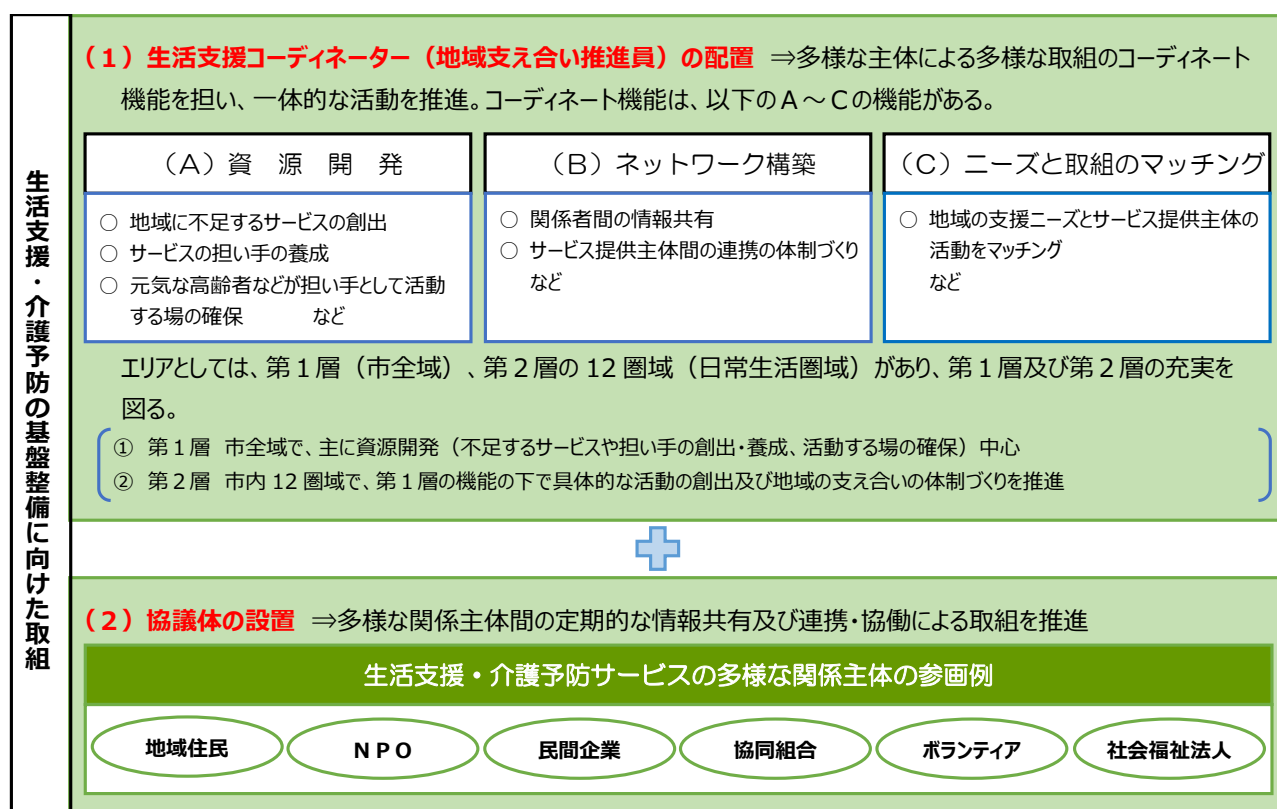 生活支援・介護予防の基盤整備に向けた取組
（１）生活支援コーディネーター（地域支え合い推進員）の配置 ⇒多様な主体による多様な取組のコーディネート
機能を担い、一体的な活動を推進。コーディネート機能は、以下のＡ～Ｃの機能がある。
（Ａ）資　源　開　発
○ 地域に不足するサービスの創出
○ サービスの担い手の養成
○ 元気な高齢者などが担い手として活動
する場の確保　　　など
（Ｂ）ネットワーク構築
○ 関係者間の情報共有
○ サービス提供主体間の連携の体制づくり
など
（Ｃ）ニーズと取組のマッチング
○ 地域の支援ニーズとサービス提供主体の
活動をマッチング
など
エリアとしては、第１層（市全域）、第２層の 12 圏域（日常生活圏域）があり、第１層及び第２層の充実を
図る。
① 第１層 市全域で、主に資源開発（不足するサービスや担い手の創出・養成、活動する場の確保）中心
② 第２層 市内 12 圏域で、第１層の機能の下で具体的な活動の創出及び地域の支え合いの体制づくりを推進
（２）協議体の設置 ⇒多様な関係主体間の定期的な情報共有及び連携・協働による取組を推進
生活支援・介護予防サービスの多様な関係主体の参画例
地域住民
ＮＰＯ
民間企業
協同組合
ボランティア
社会福祉法人